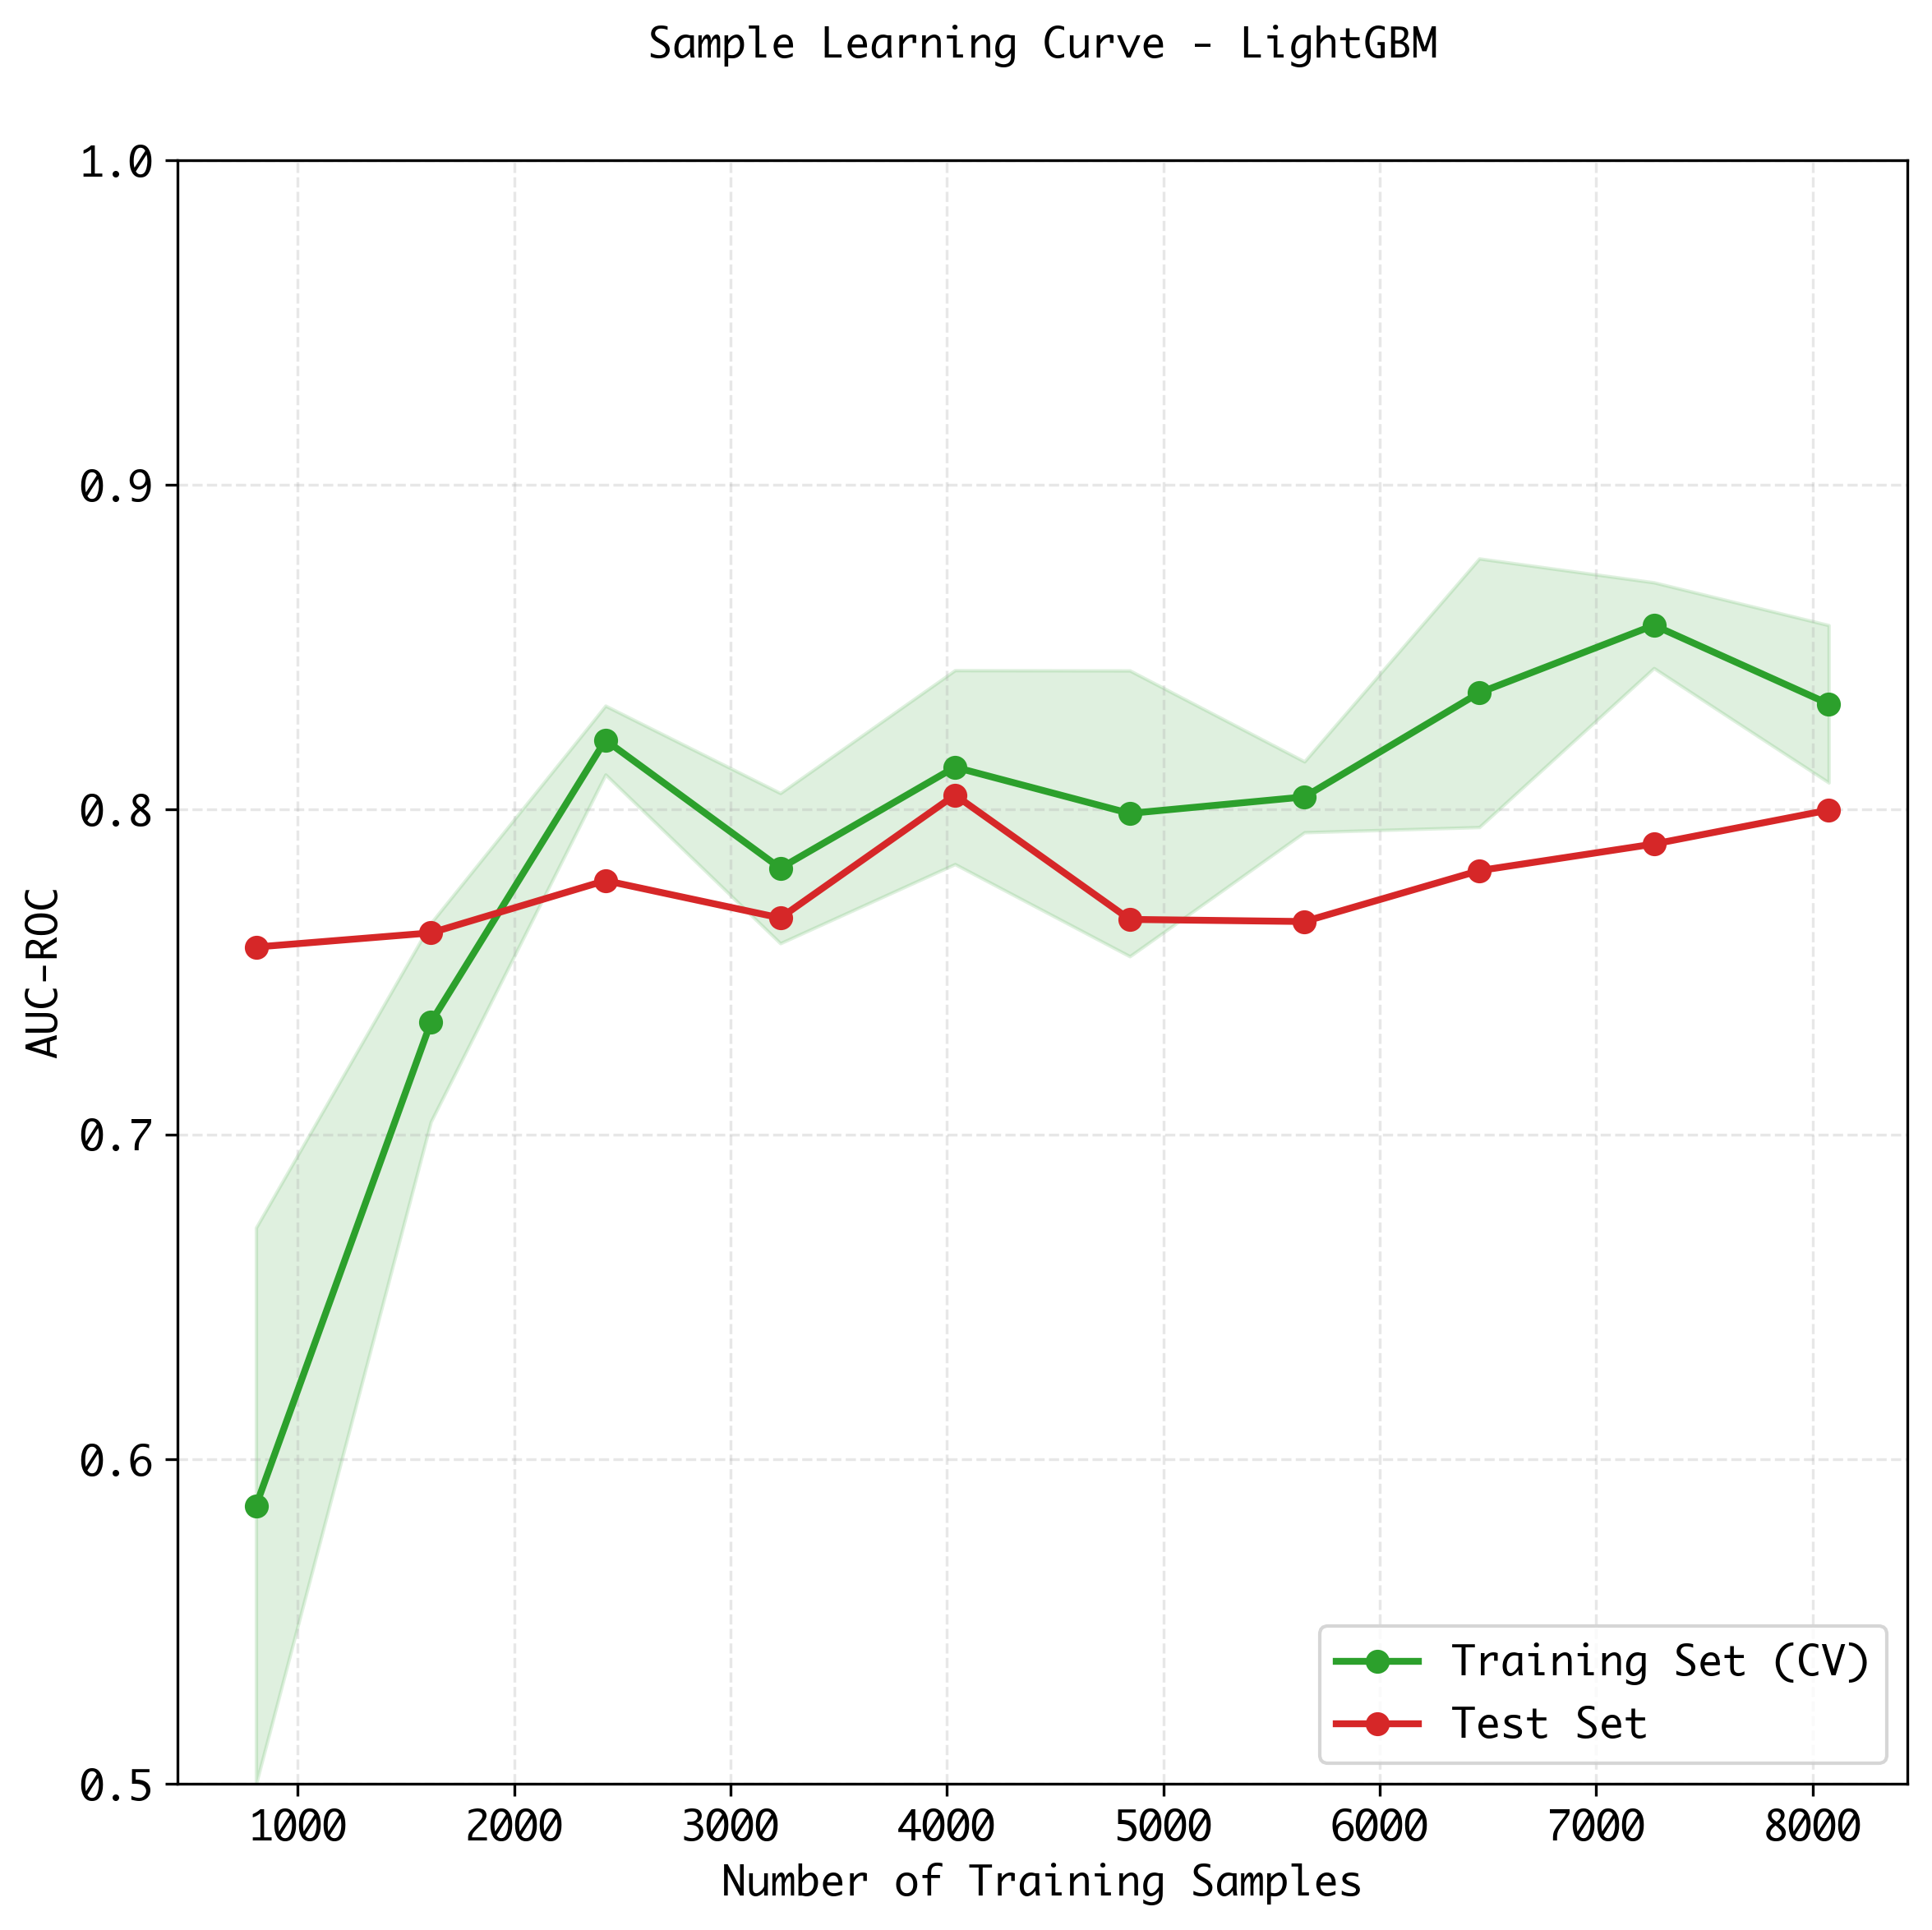 Sample Learning Curve - LightGBM
1.0
0.9
0.8
0.7
0.6
0.5
AUC-ROC
1000 2000 3000 4000 5000 6000 7000 8000
Number of Training Samples
Training Set (CV)
Test Set